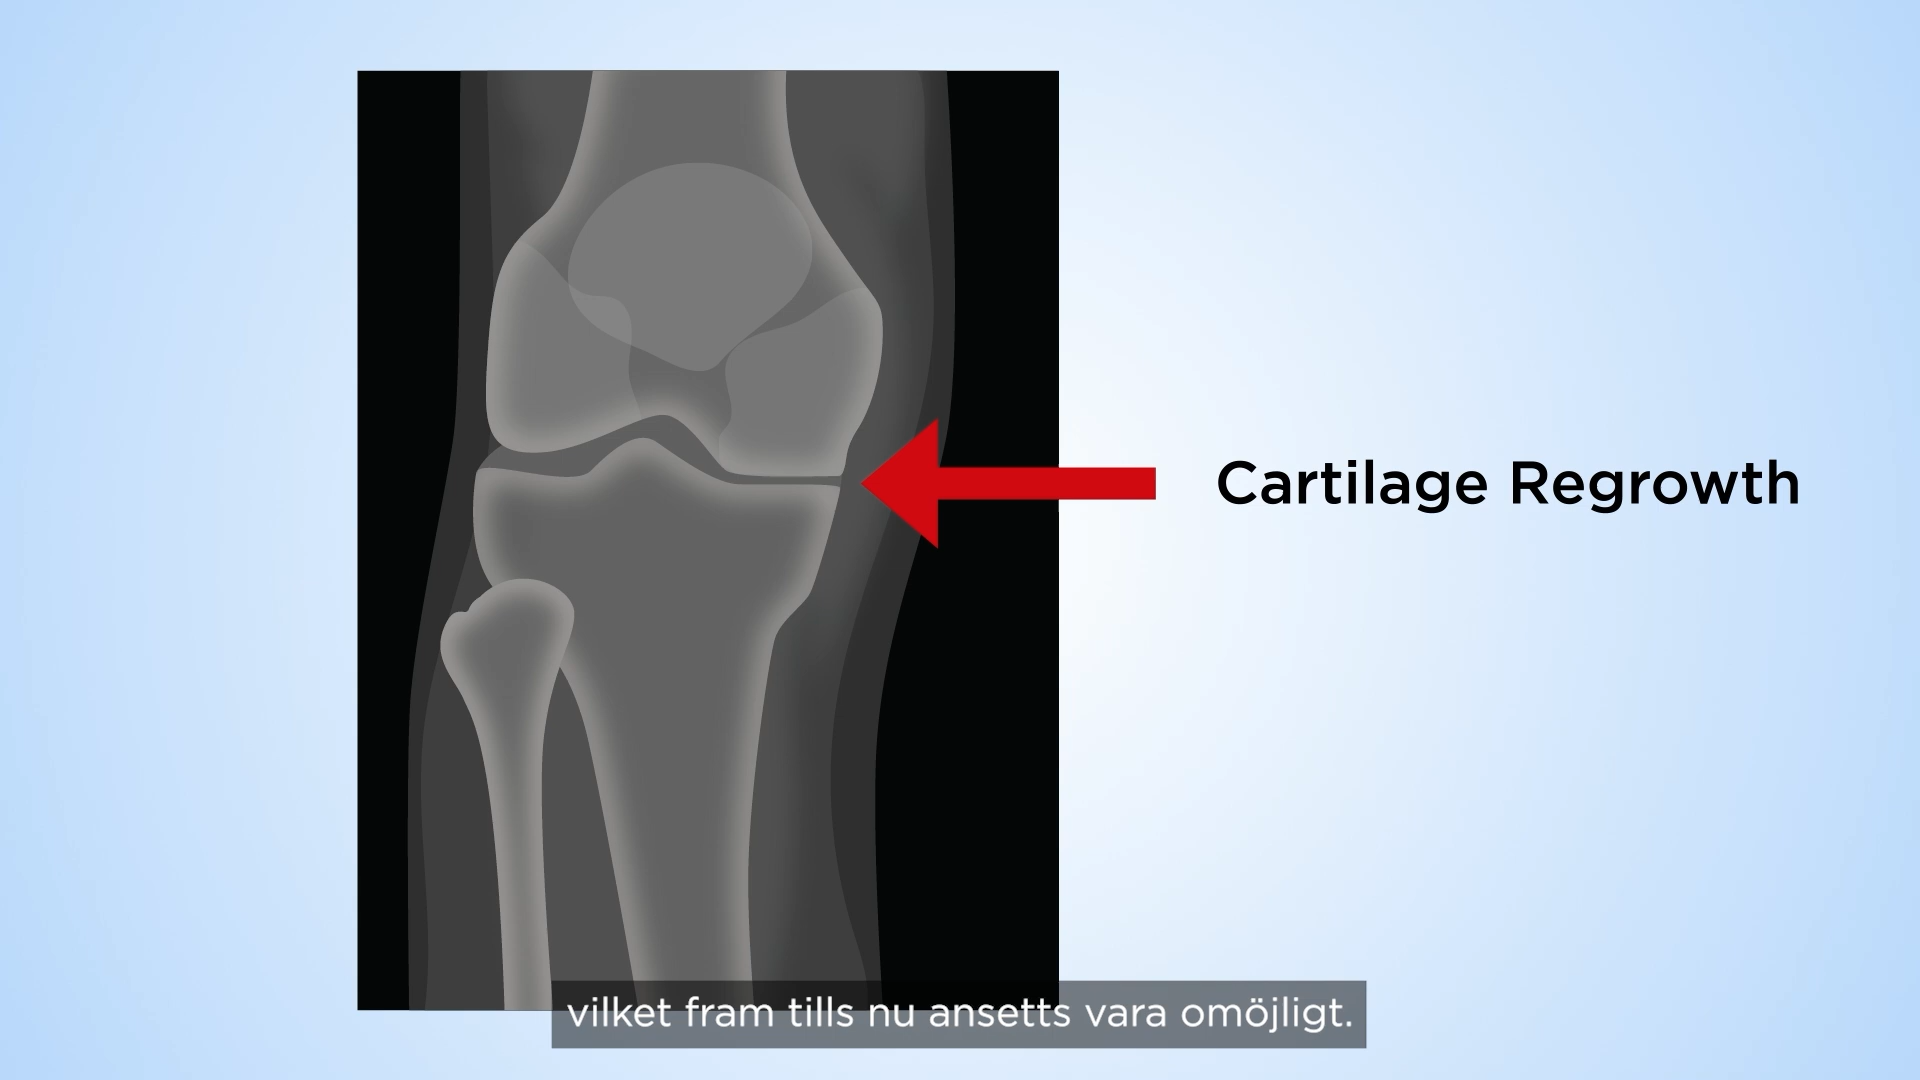 Cartilage Regrowth
vilket fram tills nu ansetts vara omöjligt.